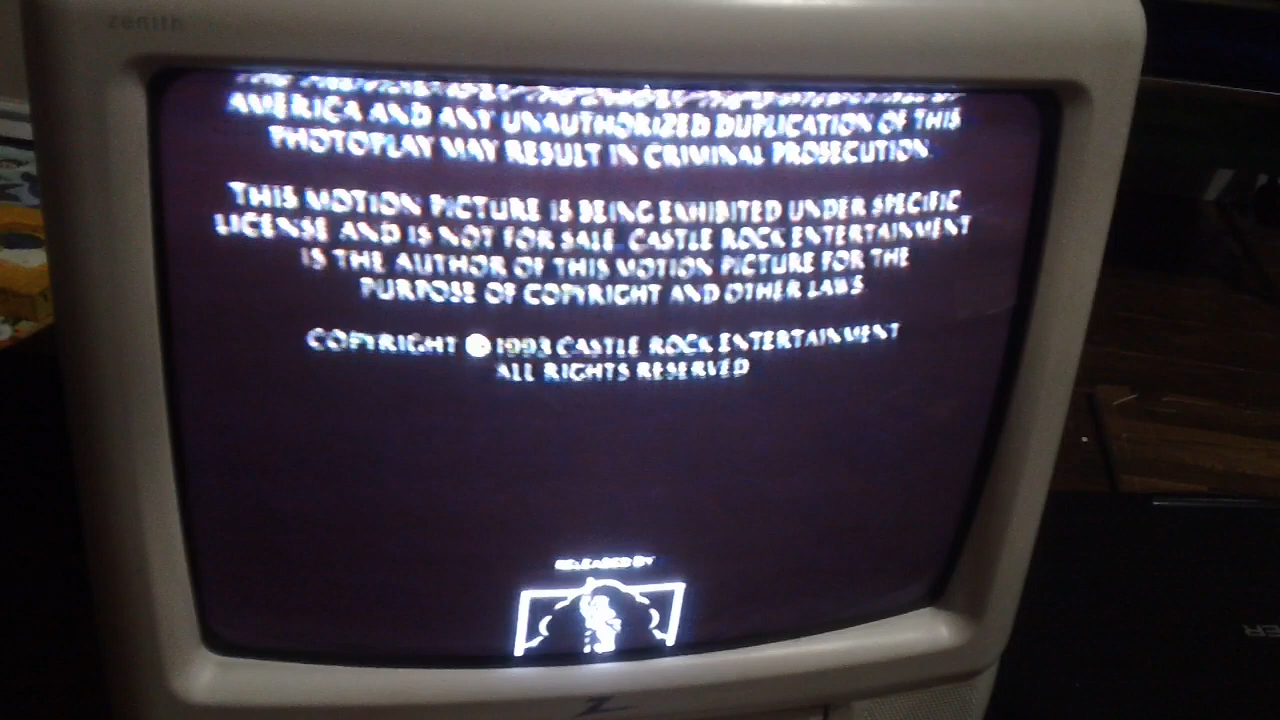 zenith
AMERICA AND ANY UNAUTHORIZED DUPLICATION OF THIS
PHOTOPLAY MAY RESULT IN CRIMINAL PROSECUTION.
THIS MOTION PICTURE IS BEING EXHIBITED UNDER SPECIFIC
LICENSE AND IS NOT FOR SALE. CASTLE ROCK ENTERTAINMENT
IS THE AUTHOR OF THIS MOTION PICTURE FOR THE
PURPOSE OF COPYRIGHT AND OTHER LAWS
COPYRIGHT © 1993 CASTLE ROCK ENTERTAINMENT
ALL RIGHTS RESERVED
RELEASED BY
Z